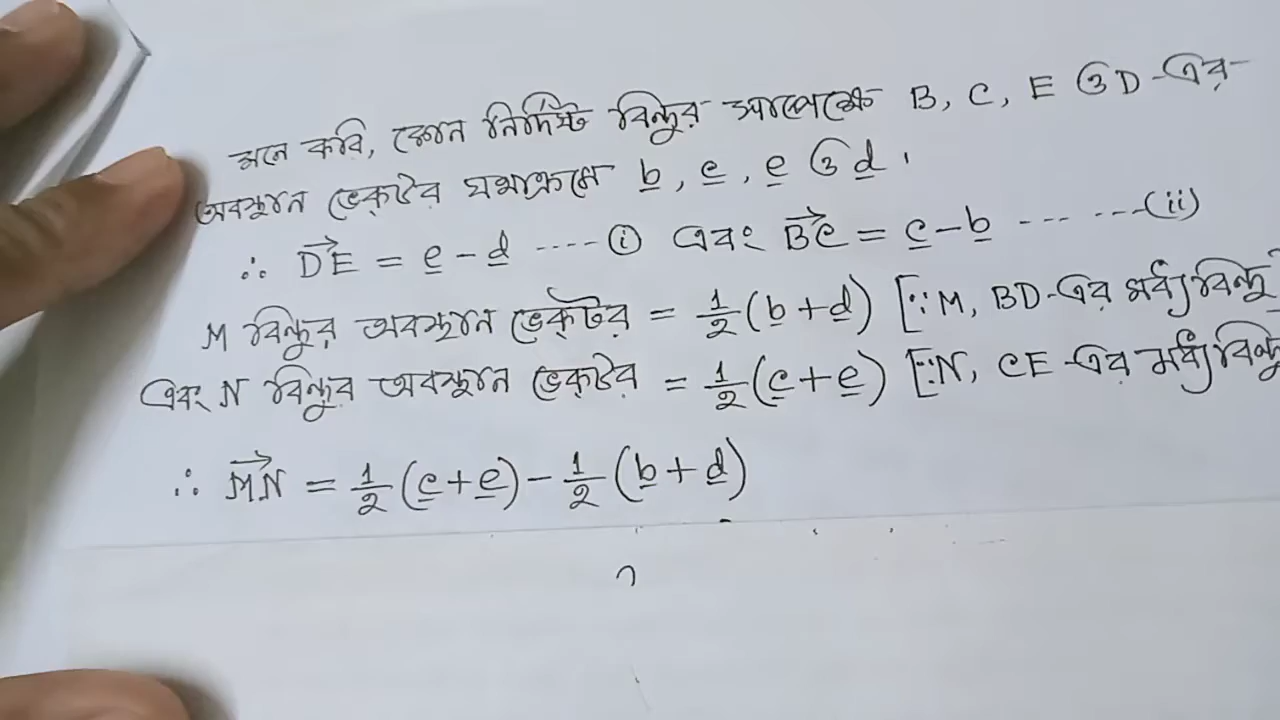 মনে করি, কোন নির্দিষ্ট বিন্দুর সাপেক্ষে B, C, E ও D-এর
অবস্থান ভেক্টর যথাক্রমে b, c, e ও d ।
∴ DE = e - d ---- (i) এবং BC = c - b ---- ---(ii)
M বিন্দুর অবস্থান ভেক্টর = 1/2 (b + d) [∵ M, BD-এর মধ্যবিন্দু
এবং N বিন্দুর অবস্থান ভেক্টর = 1/2 (c + e) [∵ N, CE-এর মধ্যবিন্দু
∴ MN = 1/2 (c + e) - 1/2 (b + d)
২